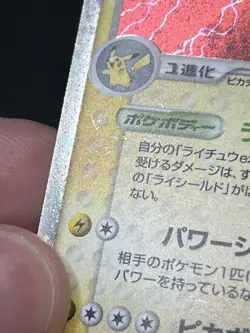 1進化
ピカチ
ポケボディー
自分の「ライチュウe
受けるダメージは、す
の「ライシールド」が
ない。
パワー
相手のポケモン1匹
パワーを持っている
ピカ